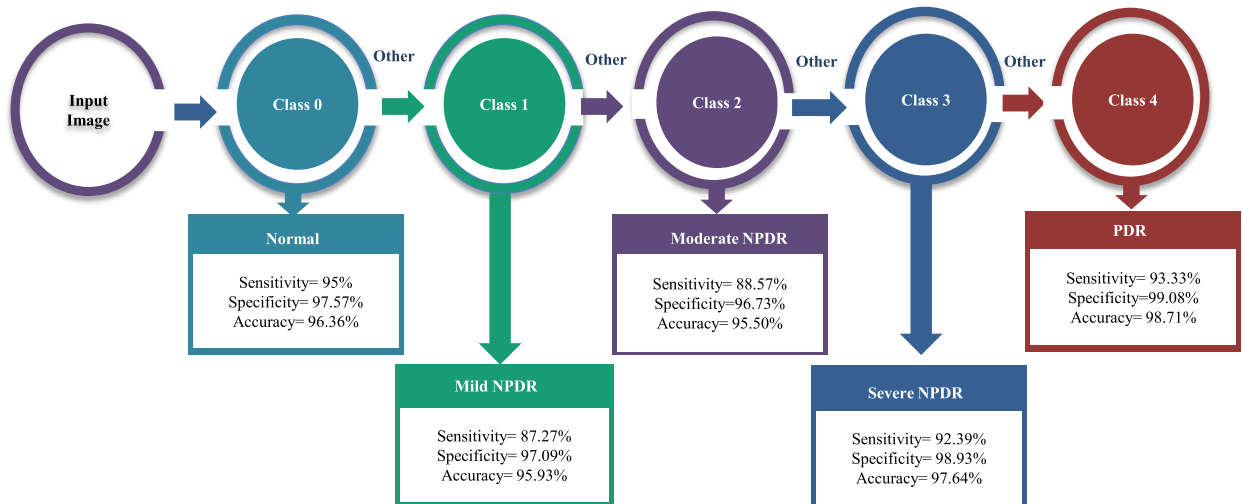 Input
Image
Class 0
Other
Class 1
Other
Class 2
Other
Class 3
Other
Class 4
Normal
Sensitivity= 95%
Specificity= 97.57%
Accuracy= 96.36%
Mild NPDR
Sensitivity= 87.27%
Specificity= 97.09%
Accuracy= 95.93%
Moderate NPDR
Sensitivity= 88.57%
Specificity= 96.73%
Accuracy= 95.50%
Severe NPDR
Sensitivity= 92.39%
Specificity= 98.93%
Accuracy= 97.64%
PDR
Sensitivity= 93.33%
Specificity=99.08%
Accuracy= 98.71%